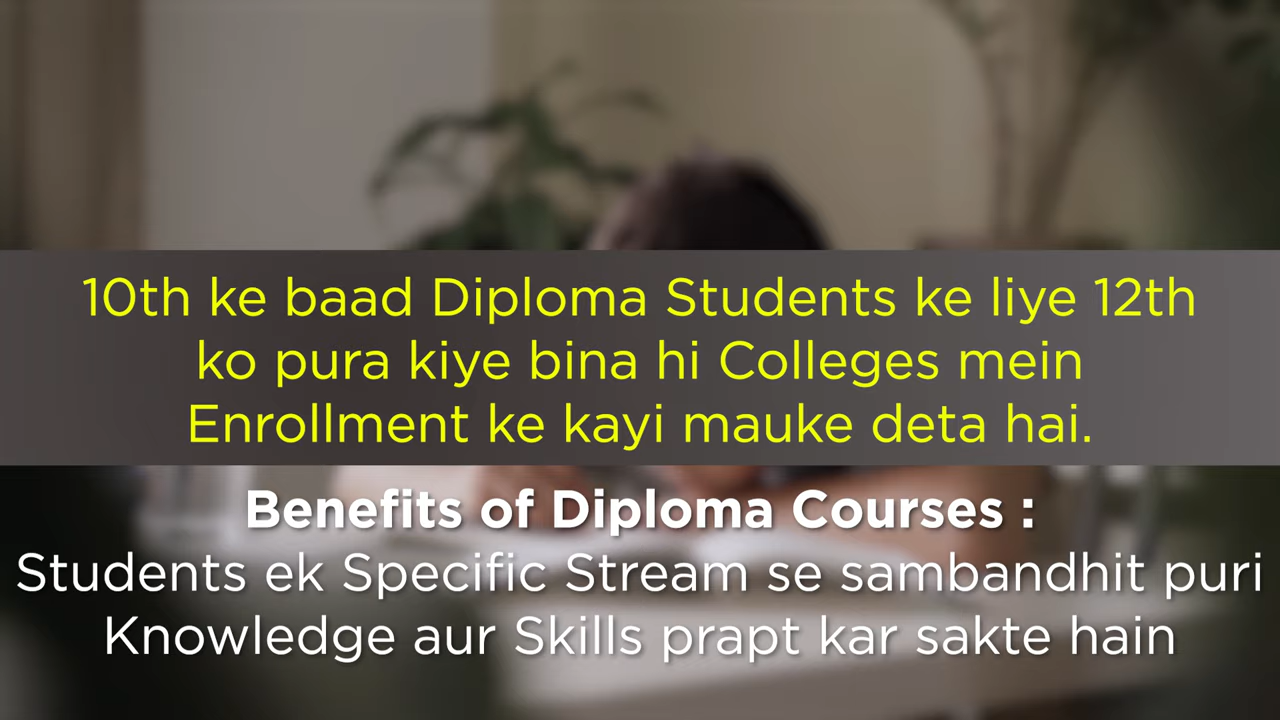 10th ke baad Diploma Students ke liye 12th
ko pura kiye bina hi Colleges mein
Enrollment ke kayi mauke deta hai.
Benefits of Diploma Courses :
Students ek Specific Stream se sambandhit puri
Knowledge aur Skills prapt kar sakte hain